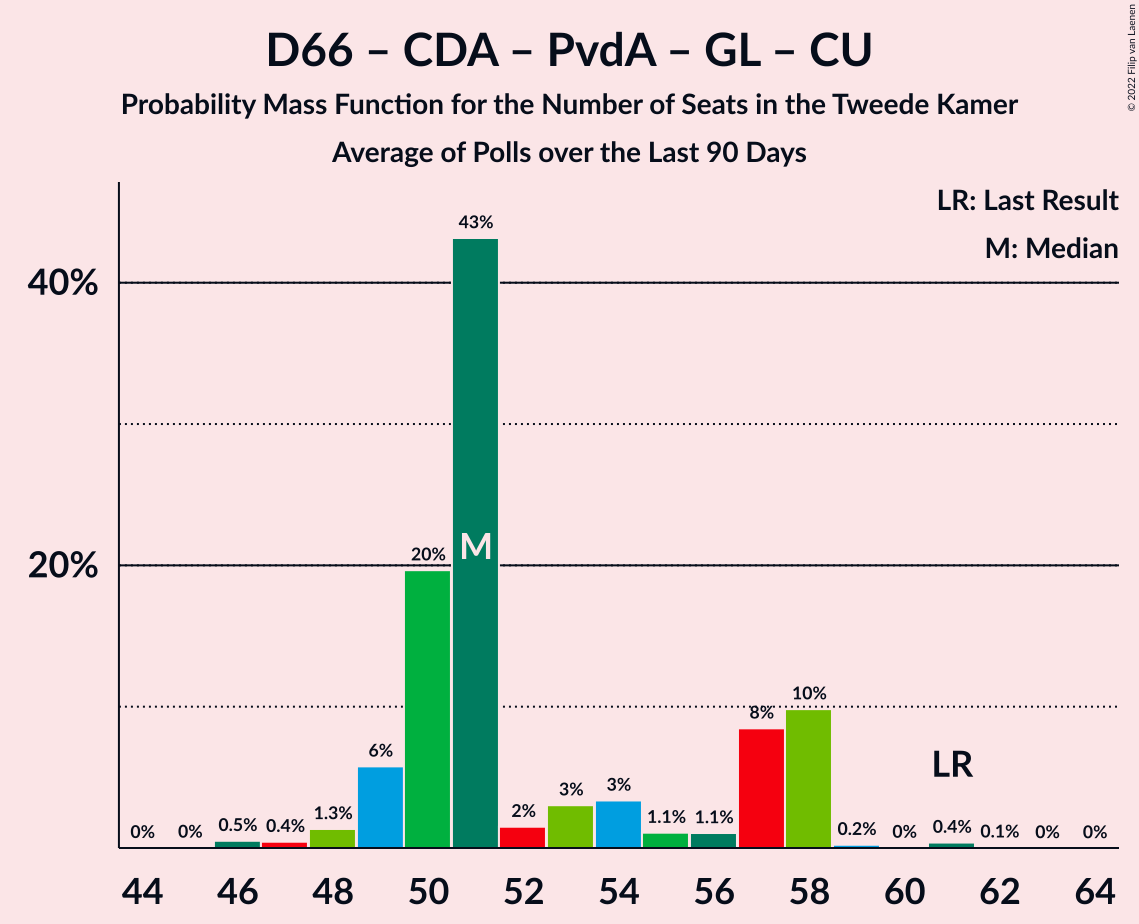 D66 – CDA – PvdA – GL – CU
Probability Mass Function for the Number of Seats in the Tweede Kamer
Average of Polls over the Last 90 Days
© 2022 Filip van Laenen
LR: Last Result
M: Median
40%
20%
0%
0%
0.5%
0.4%
1.3%
6%
20%
43%
M
2%
3%
3%
1.1%
1.1%
8%
10%
0.2%
0%
LR
0.4%
0.1%
0%
0%
44 46 48 50 52 54 56 58 60 62 64